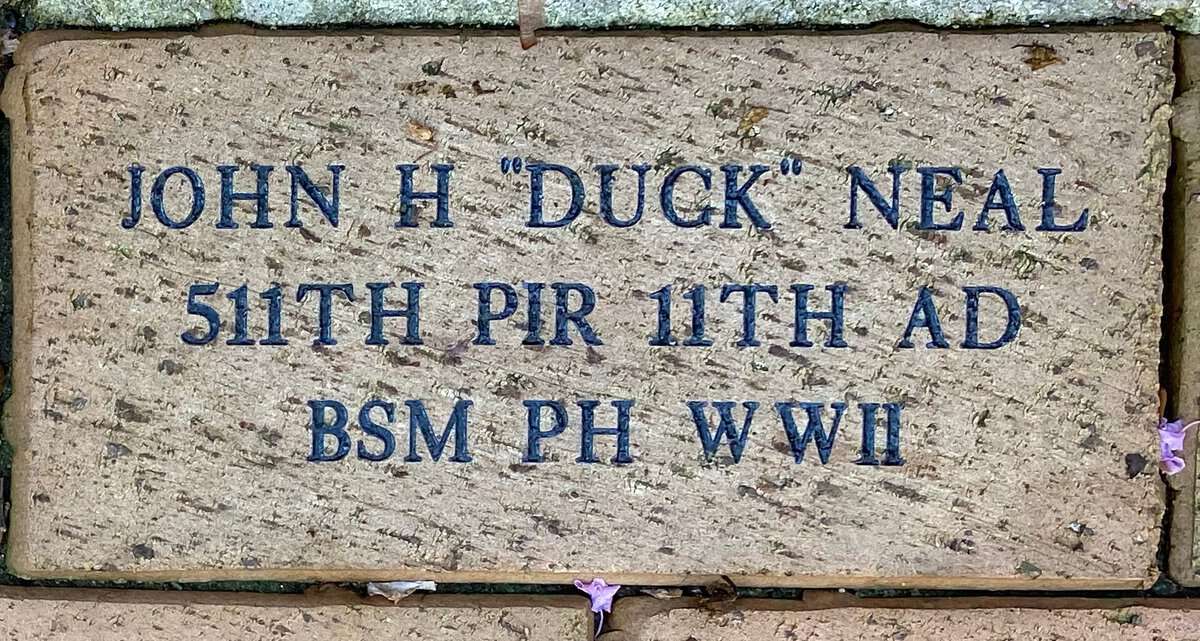 JOHN H "DUCK" NEAL
511TH PIR 11TH AD
BSM PH WWII